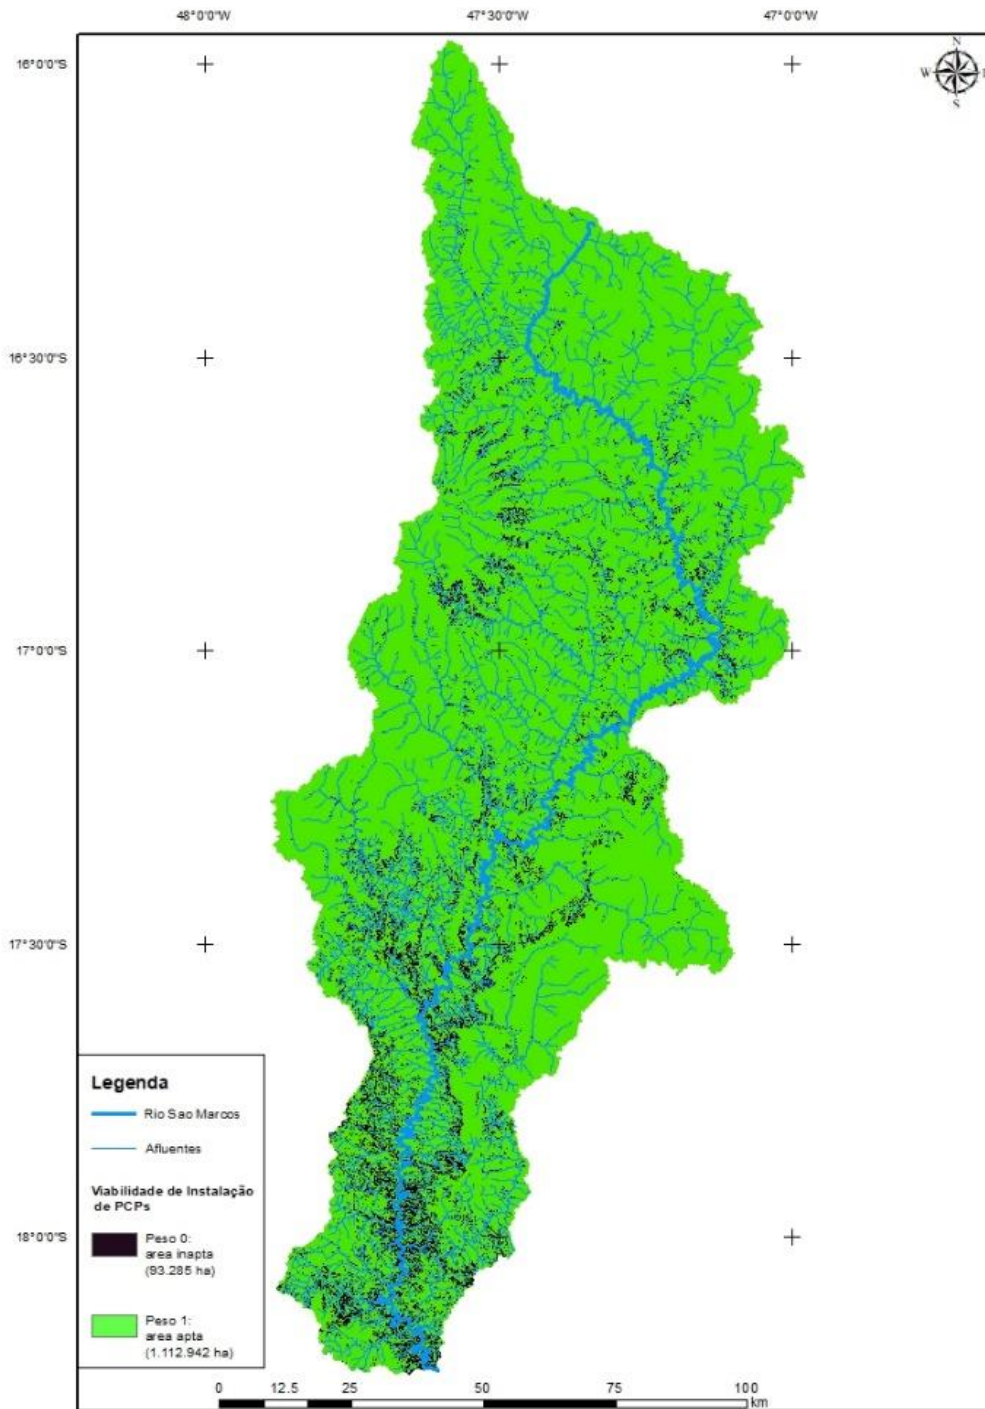 48°0'0"W 47°30'0"W 47°0'0"W
16°0'0"S
N
W
S
16°30'0"S
17°0'0"S
17°30'0"S
18°0'0"S
Legenda
Rio Sao Marcos
Afluentes
Viabilidade de Instalação
de PCPs
Peso 0:
area inapta
(93.285 ha)
Peso 1:
area apta
(1.112.942 ha)
0 12.5 25 50 75 100
km